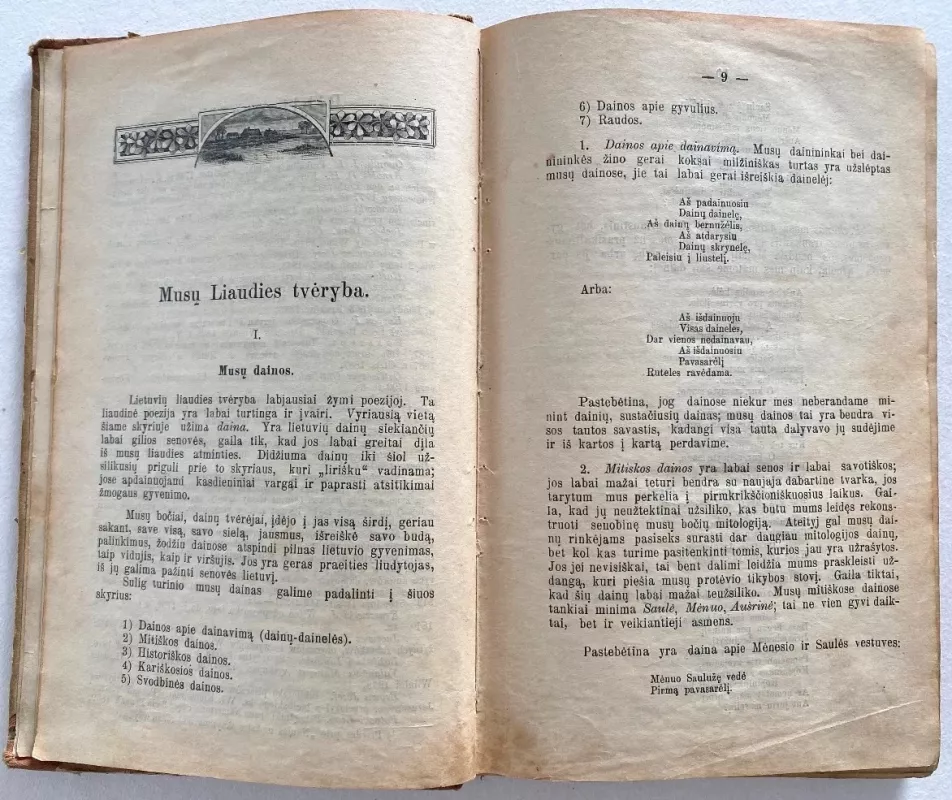 Musų Liaudies tvėryba.
I.
Musų dainos.
Lietuvių liaudies tvėryba labjausiai žymi poezijoj. Ta
liaudinė poezija yra labai turtinga ir įvairi. Vyriausią vietą
šiame skyriuje užima daina. Yra lietuvių dainų siekiančių
labai gilios senovės, gaila tik, kad jos labai greitai dįla
iš musų liaudies atminties. Didžiuma dainų iki šiol už-
silikusių priguli prie to skyriaus, kuri „lirišku“ vadinama;
jose apdainojami kasdieniniai vargai ir paprasti atsitikimai
žmogaus gyvenimo.
Musų bočiai, dainų tvėrėjai, įdėjo į jas visą širdį, geriau
sakant, save visą, savo sielą, jausmus, išreiškė savo budą,
palinkimus, žodžiu dainose atspindi pilnas lietuvio gyvenimas,
taip vidujis, kaip ir viršujis. Jos yra geras praeities liudytojas,
iš jų galima pažinti senovės lietuvį.
Sulig turinio musų dainas galime padalinti į šiuos
skyrius:
1) Dainos apie dainavimą (dainų-dainelės).
2) Mitiškos dainos.
3) Historiškos dainos.
4) Kariškosios dainos.
5) Svodbinės dainos.
— 9 —
6) Dainos apie gyvulius.
7) Raudos.
1. Dainos apie dainavimą. Musų dainininkai bei dai-
nininkės žino gerai koksai milžiniškas turtas yra užslėptas
musų dainose, jie tai labai gerai išreiškia dainelėj:
Aš padainuosiu
Dainų dainelę,
Aš dainų bernužėlis,
Aš atdarysiu
Dainų skrynelę,
Paleisiu į liustelį.
Arba:
Aš išdainuoju
Visas daineles,
Dar vienos nedainavau,
Aš išdainuosiu
Pavasarėlį
Ruteles ravėdama.
Pastebėtina, jog dainose niekur mes neberandame mi-
nint dainių, sustačiusių dainas; musų dainos tai yra bendra vi-
sos tautos savastis, kadangi visa tauta dalyvavo jų sudėjime
ir iš kartos į kartą perdavime.
2. Mitiskos dainos yra labai senos ir labai savotiškos;
jos labai mažai teturi bendra su naująja dabartine tvarka, jos
tarytum mus perkelia į pirmkrikščioniškuosius laikus. Gai-
la, kad jų neužtektinai užsiliko, kas butu mums leidęs rekons-
truoti senobinę musų bočių mitologiją. Ateityj gal musų dai-
nų rinkėjams pasiseks surasti dar daugiau mitologijos dainų,
bet kol kas turime pasitenkinti tomis, kurios jau yra užrašytos.
Jos jei nevisiškai, tai bent dalimi leidžia mums praskleisti už-
dangą, kuri piešia musų protėvio tikybos stovį. Gaila tiktai,
kad šių dainų labai mažai teužsiliko. Musų mitiškose dainose
tankiai minima Saulė, Mėnuo, Aušrinė; tai ne vien gyvi daik-
tai, bet ir veikiantieji asmens.
Pastebėtina yra daina apie Mėnesio ir Saulės vestuves:
Mėnuo Saulužę vedė
Pirmą pavasarėlį.